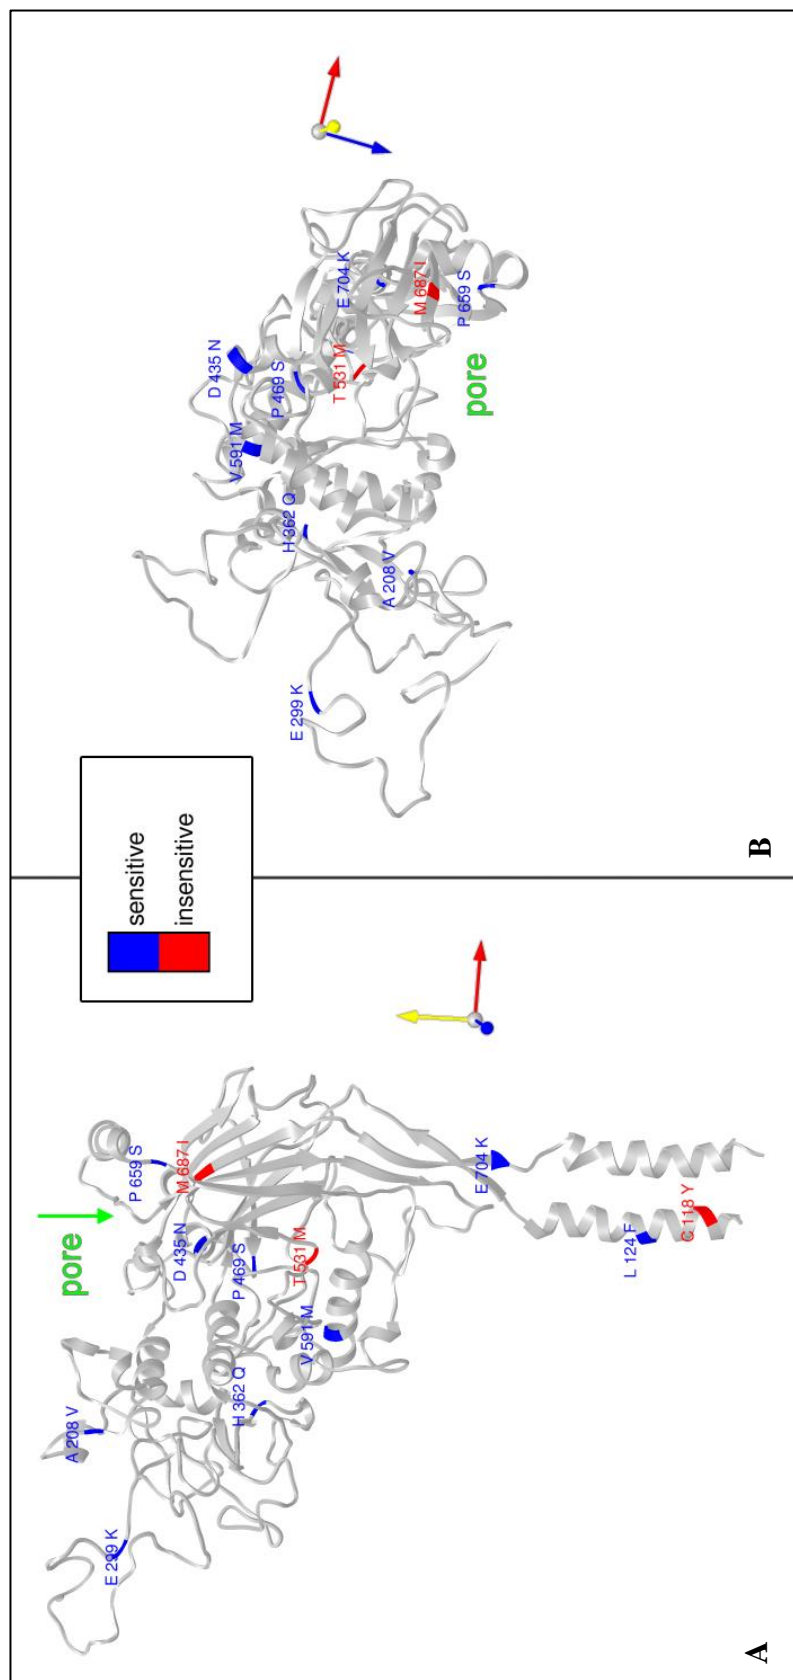 A
E 299 K
A 208 V
H 362 Q
V 591 M
pore
D 435 N
P 469 S
T 531 M
P 659 S
M 687 I
L 124 F
C 118 Y
E 704 K
sensitive
insensitive
B
E 299 K
A 208 V
H 362 Q
V 591 M
D 435 N
P 469 S
T 531 M
E 704 K
M 687 I
P 659 S
pore